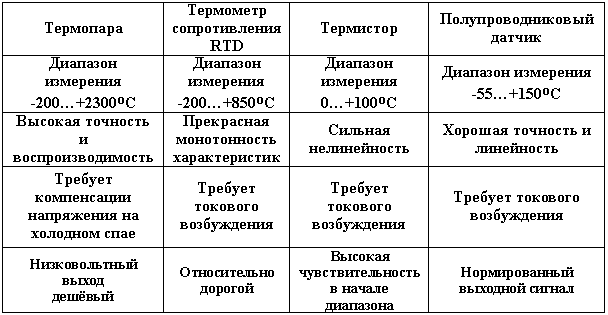 Термопара
Термометр
сопротивления
RTD
Термистор
Полупроводниковый
датчик
Диапазон
измерения
-200…+2300ºC
Диапазон
измерения
-200…+850ºC
Диапазон
измерения
0…+100ºC
Диапазон измерения
-55…+150ºC
Высокая точность
и
воспроизводимость
Прекрасная
монотонность
характеристик
Сильная
нелинейность
Хорошая точность и
линейность
Требует
компенсации
напряжения на
холодном спае
Требует
токового
возбуждения
Требует
токового
возбуждения
Требует токового
возбуждения
Низковольтный
выход
дешёвый
Относительно
дорогой
Высокая
чувствительность
в начале
диапазона
Нормированный
выходной сигнал